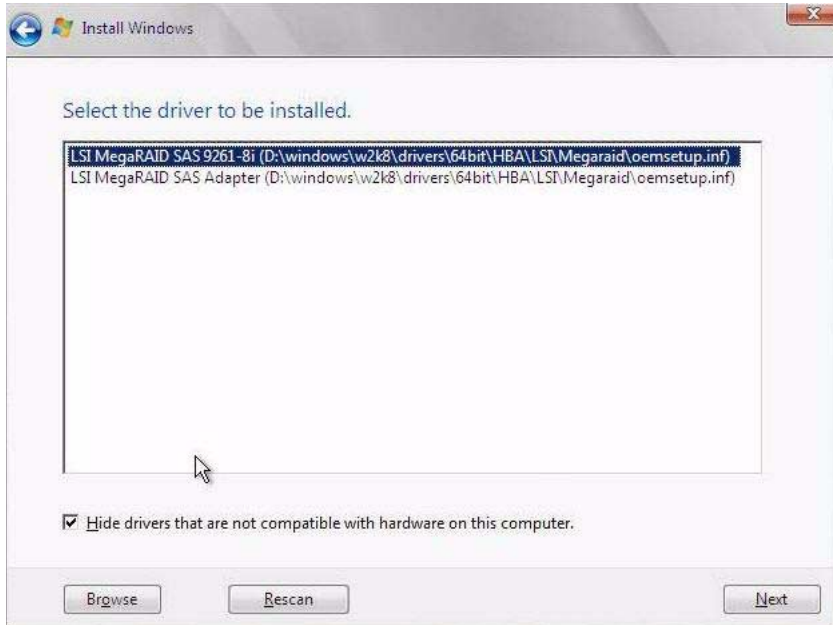 Install Windows
Select the driver to be installed.
LSI MegaRAID SAS 9261-8i (D:\windows\w2k8\drivers\64bit\HBA\LSI\Megaraid\oemsetup.inf)
LSI MegaRAID SAS Adapter (D:\windows\w2k8\drivers\64bit\HBA\LSI\Megaraid\oemsetup.inf)
Hide drivers that are not compatible with hardware on this computer.
Browse Rescan Next